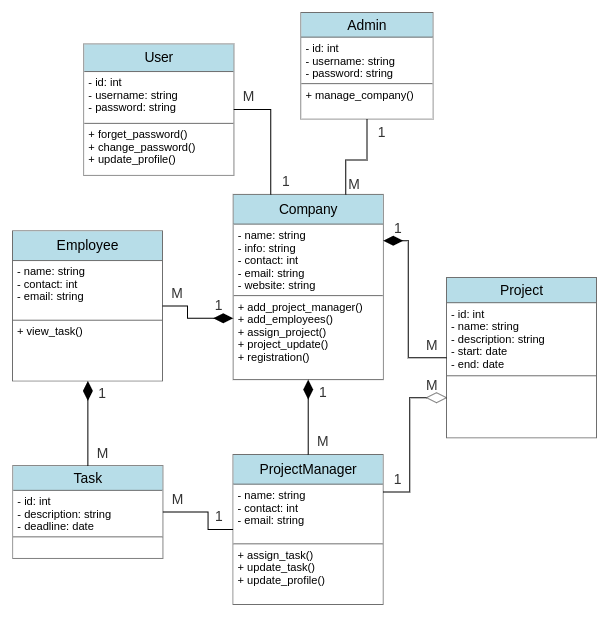 Admin
- id: int
- username: string
- password: string
+ manage_company()
User
- id: int
- username: string
- password: string
+ forget_password()
+ change_password()
+ update_profile()
M
1
1
M
Company
- name: string
- info: string
- contact: int
- email: string
- website: string
+ add_project_manager()
+ add_employees()
+ assign_project()
+ project_update()
+ registration()
Employee
- name: string
- contact: int
- email: string
+ view_task()
M
1
1
M
Project
- id: int
- name: string
- description: string
- start: date
- end: date
M
1
1
M
1
M
Task
- id: int
- description: string
- deadline: date
M
1
ProjectManager
- name: string
- contact: int
- email: string
+ assign_task()
+ update_task()
+ update_profile()